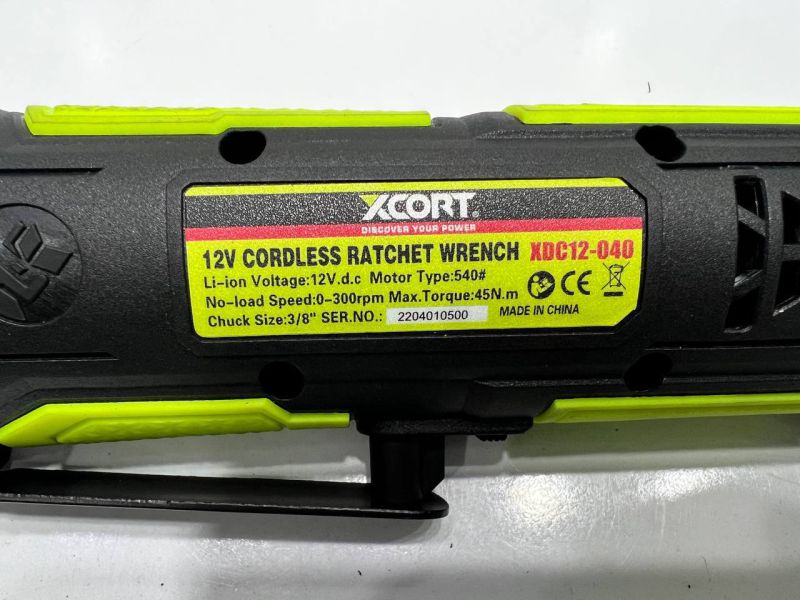 XCORT®
DISCOVER YOUR POWER
12V CORDLESS RATCHET WRENCH XDC12-040
Li-ion Voltage:12V.d.c Motor Type:540#
No-load Speed:0-300rpm Max.Torque:45N.m
Chuck Size:3/8" SER.NO.: 2204010500
CE
MADE IN CHINA